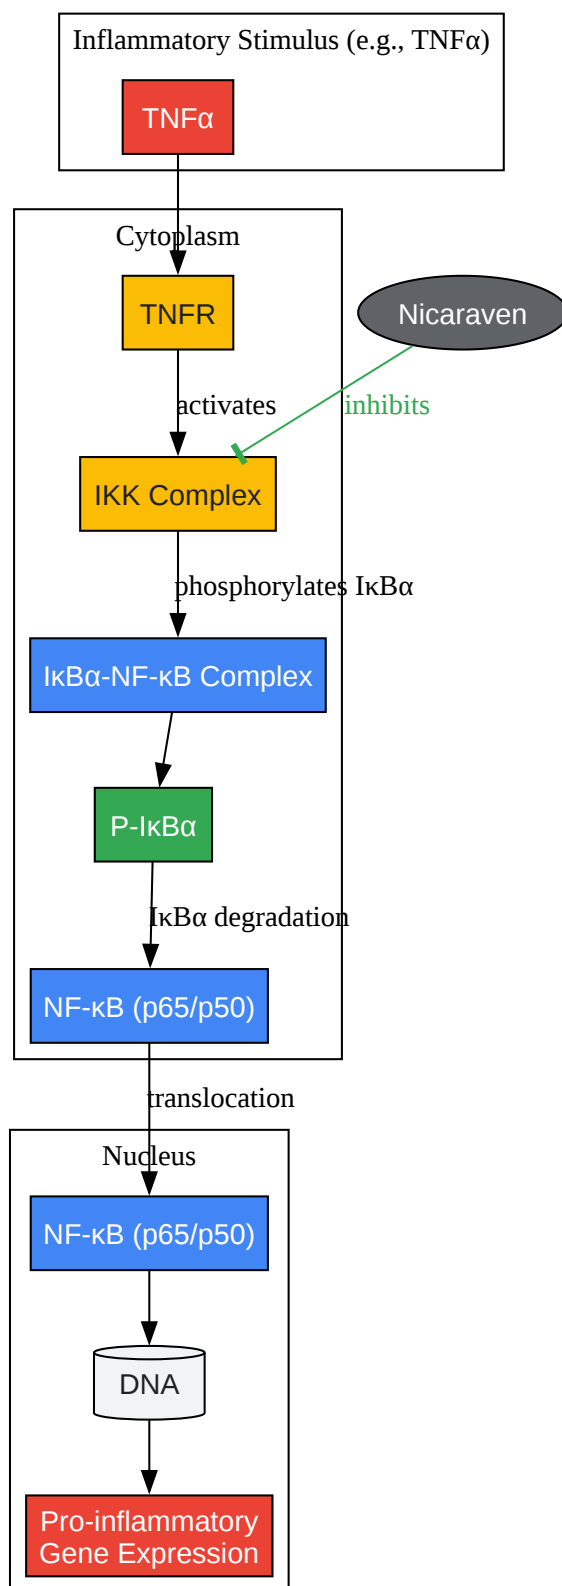 Inflammatory Stimulus (e.g., TNFα)
TNFα
Cytoplasm
TNFR
Nicaraven
activates
inhibits
IKK Complex
phosphorylates IκBα
IκBα-NF-κB Complex
P-IκBα
IκBα degradation
NF-κB (p65/p50)
translocation
Nucleus
NF-κB (p65/p50)
DNA
Pro-inflammatory
Gene Expression